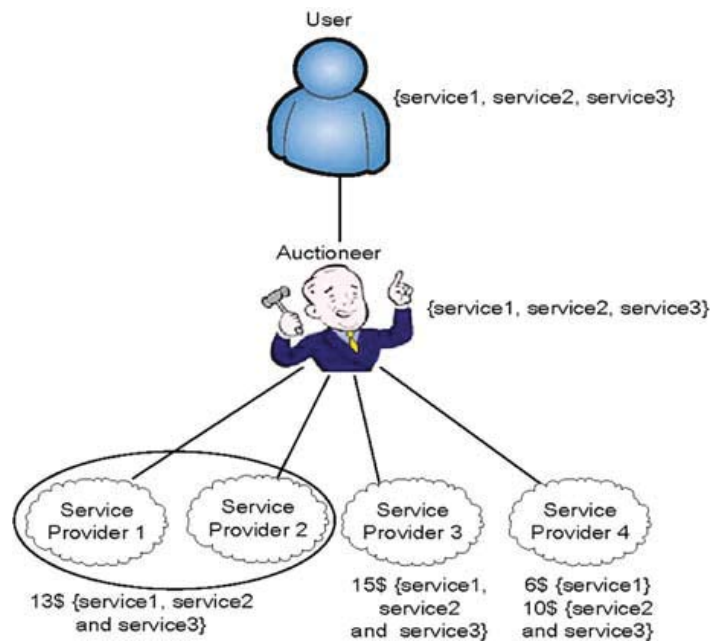 User
{service1, service2, service3}
Auctioneer
{service1, service2, service3}
Service
Provider 1
Service
Provider 2
Service
Provider 3
Service
Provider 4
13$ {service1, service2
and service3}
15$ {service1,
service2
and service3}
6$ {service1}
10$ {service2
and service3}